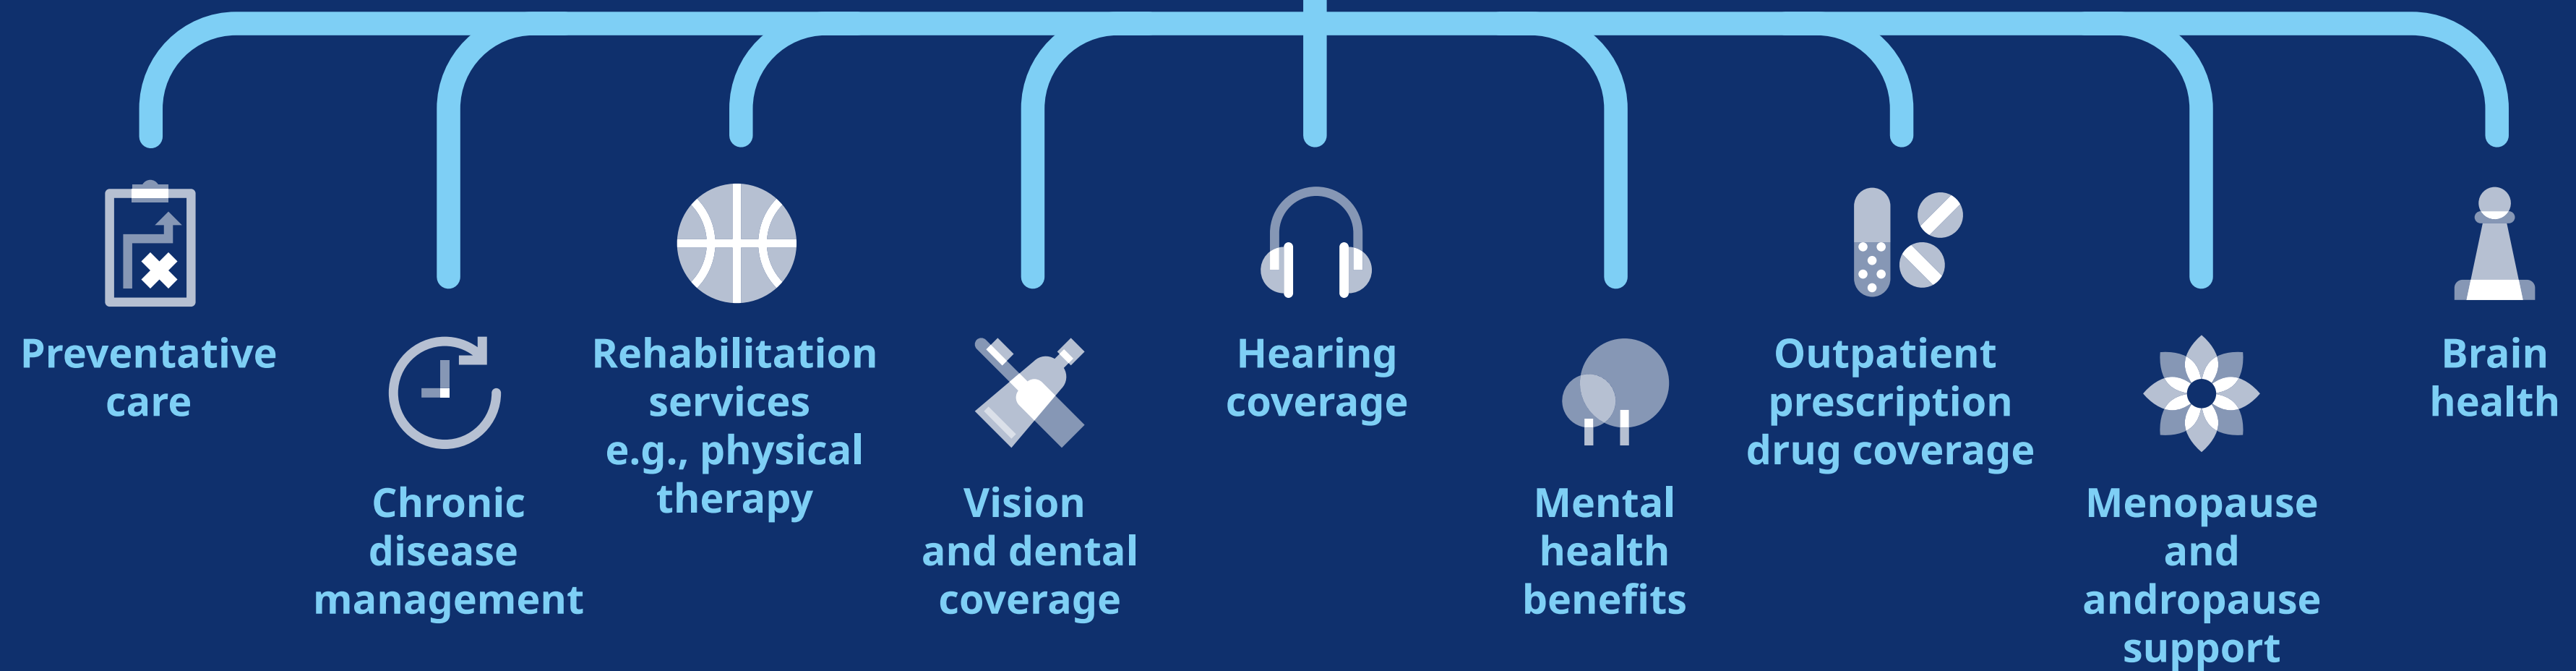 Preventative
care
Chronic
disease
management
Rehabilitation
services
e.g., physical
therapy
Vision
and dental
coverage
Hearing
coverage
Mental
health
benefits
Outpatient
prescription
drug coverage
Menopause
and
andropause
support
Brain
health